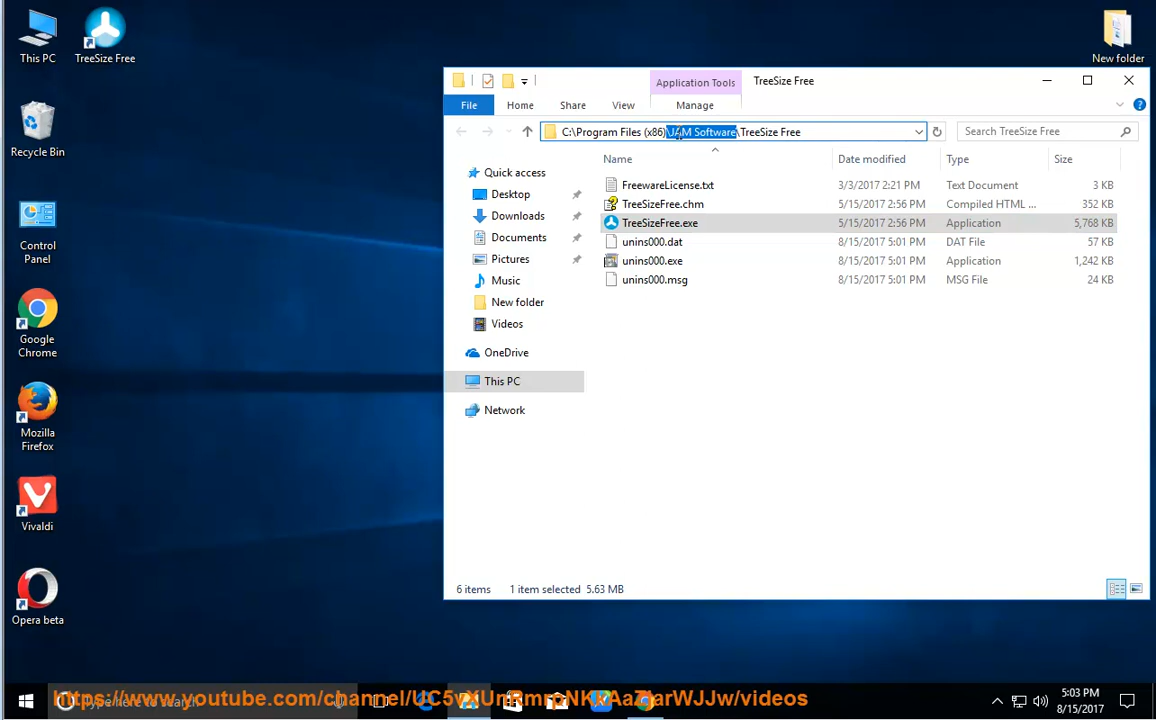 This PC
TreeSize Free
New folder
Recycle Bin
Control
Panel
Google
Chrome
Mozilla
Firefox
Vivaldi
Opera beta
Application Tools
TreeSize Free
File
Home
Share
View
Manage
C:\Program Files (x86)\JAM Software\TreeSize Free
Search TreeSize Free
Name
Date modified
Type
Size
Quick access
Desktop
Downloads
Documents
Pictures
Music
New folder
Videos
OneDrive
This PC
Network
FreewareLicense.txt 3/3/2017 2:21 PM Text Document 3 KB
TreeSizeFree.chm 5/15/2017 2:56 PM Compiled HTML ... 352 KB
TreeSizeFree.exe 5/15/2017 2:56 PM Application 5,768 KB
unins000.dat 8/15/2017 5:01 PM DAT File 57 KB
unins000.exe 8/15/2017 5:01 PM Application 1,242 KB
unins000.msg 8/15/2017 5:01 PM MSG File 24 KB
6 items
1 item selected 5.63 MB
Type here to search
5:03 PM
8/15/2017